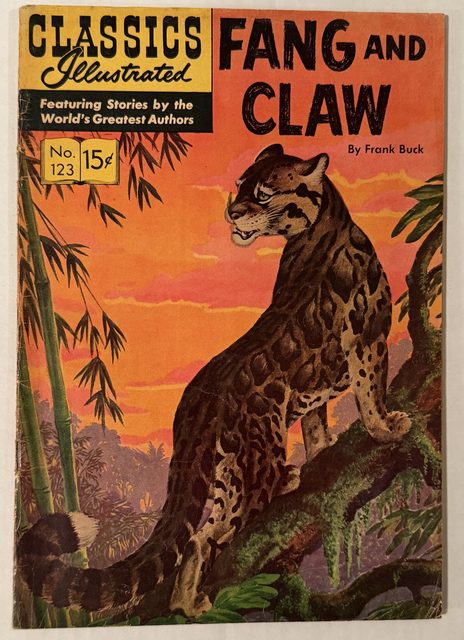 CLASSICS
Illustrated
Featuring Stories by the
World's Greatest Authors
No.
123
15¢
FANG AND
CLAW
By Frank Buck